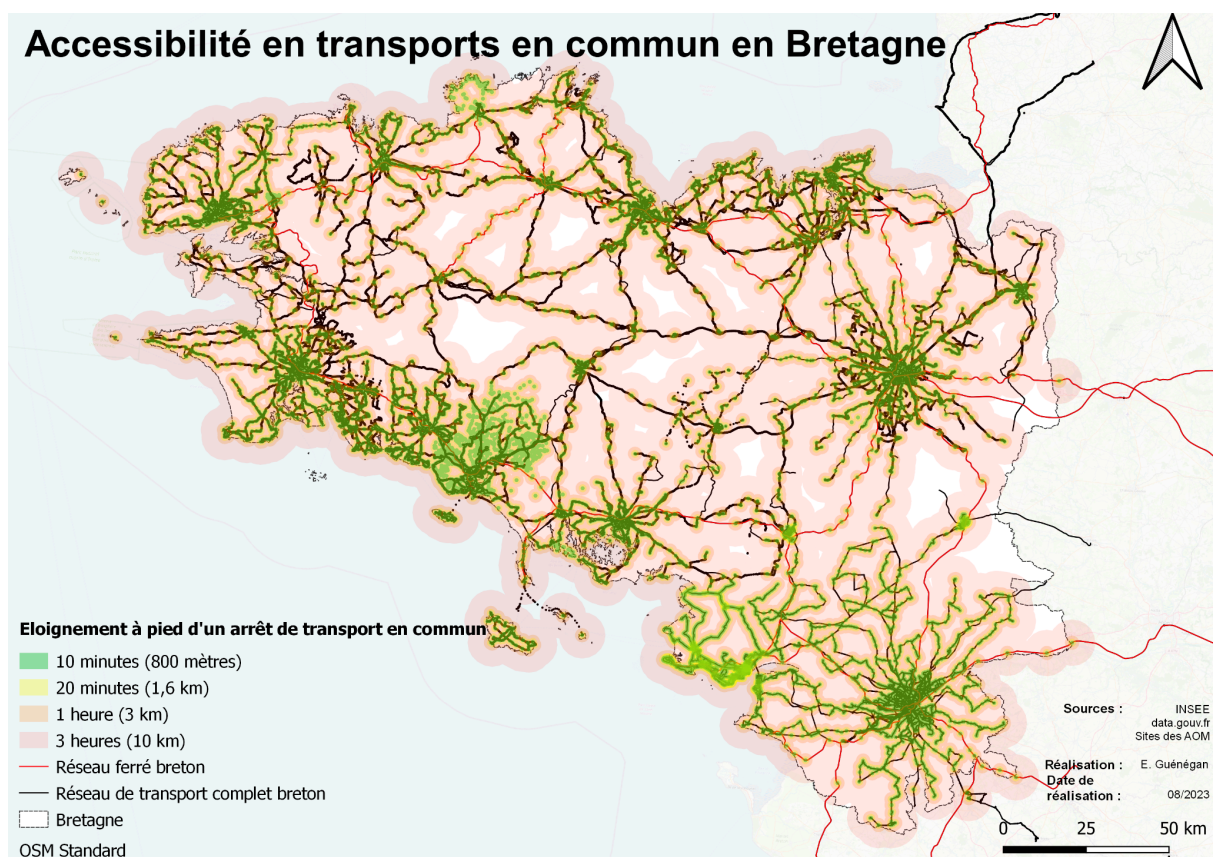 Accessibilité en transports en commun en Bretagne
Eloignement à pied d'un arrêt de transport en commun
10 minutes (800 mètres)
20 minutes (1,6 km)
1 heure (3 km)
3 heures (10 km)
Réseau ferré breton
Réseau de transport complet breton
Bretagne
OSM Standard
Sources : INSEE
data.gouv.fr
Sites des AOM
Réalisation : E. Guénégan
Date de
réalisation : 08/2023
0 25 50 km